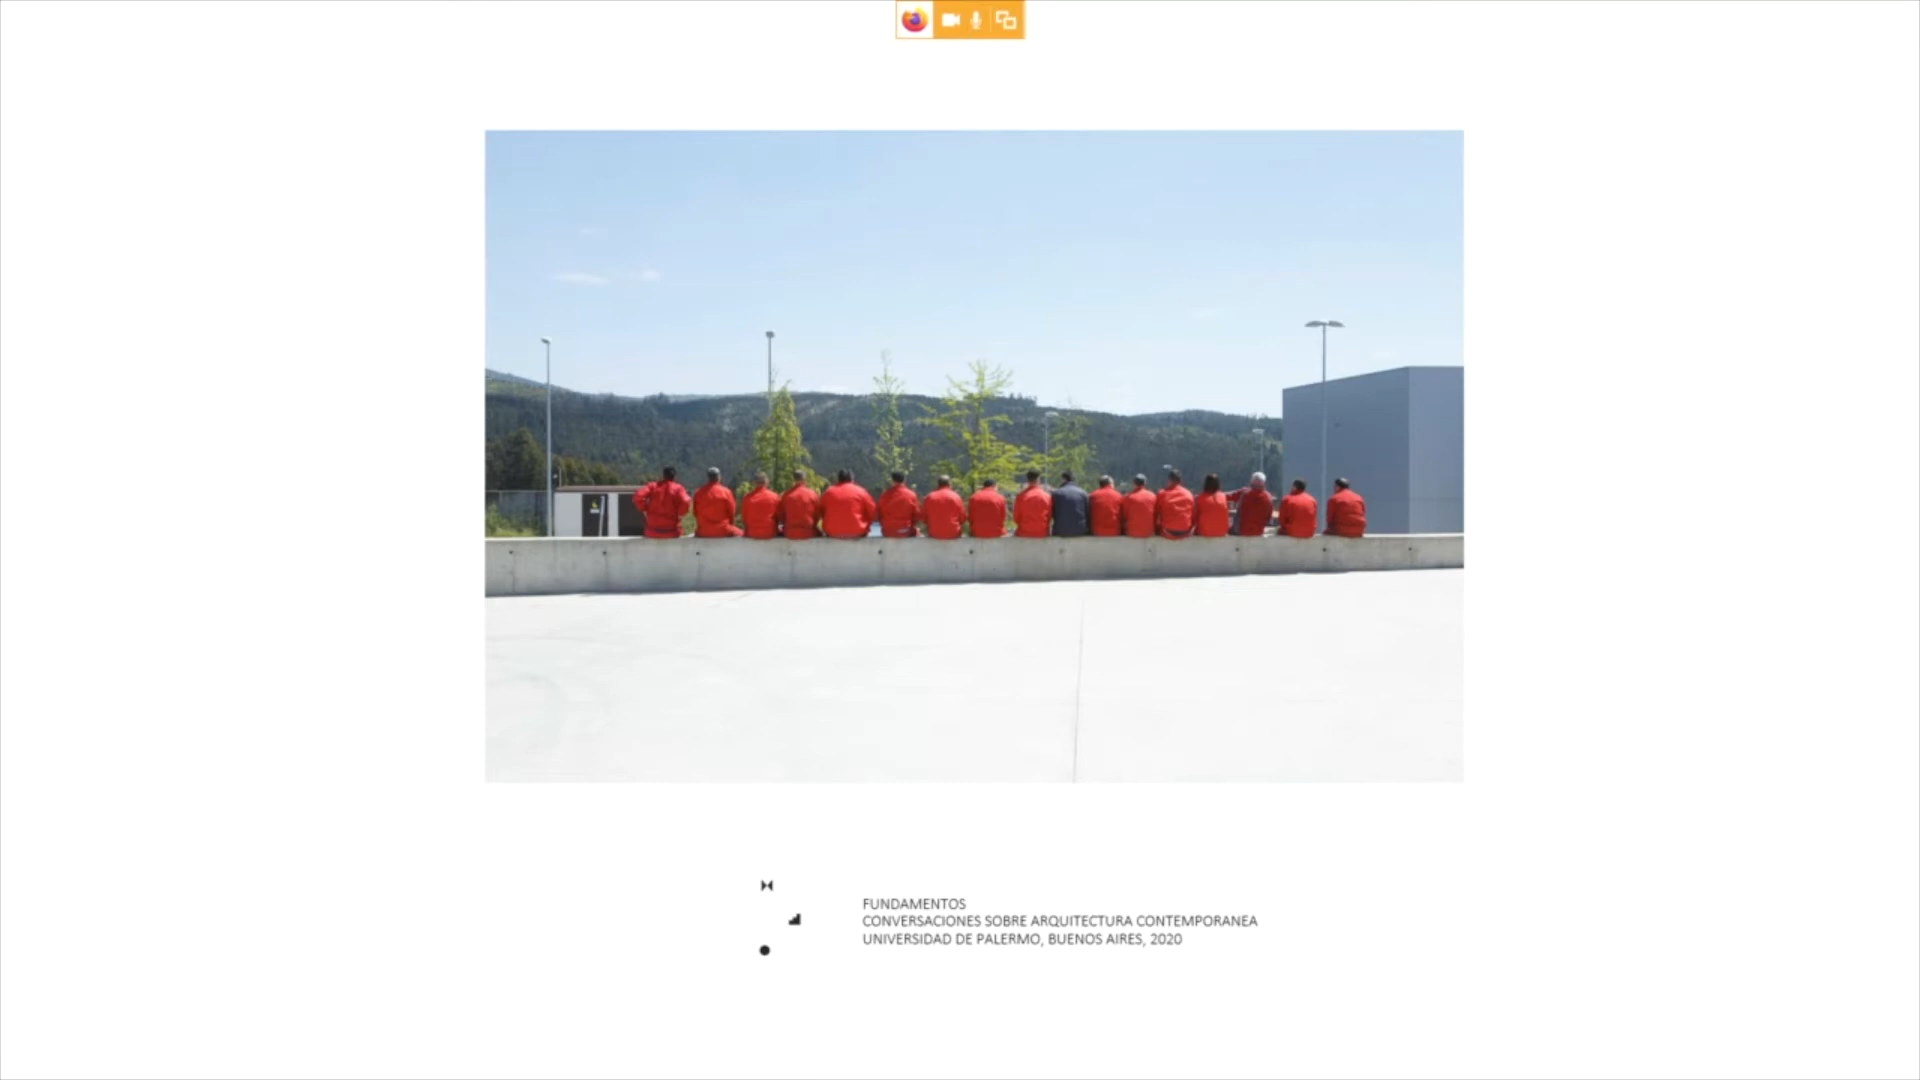 FUNDAMENTOS
CONVERSACIONES SOBRE ARQUITECTURA CONTEMPORANEA
UNIVERSIDAD DE PALERMO, BUENOS AIRES, 2020